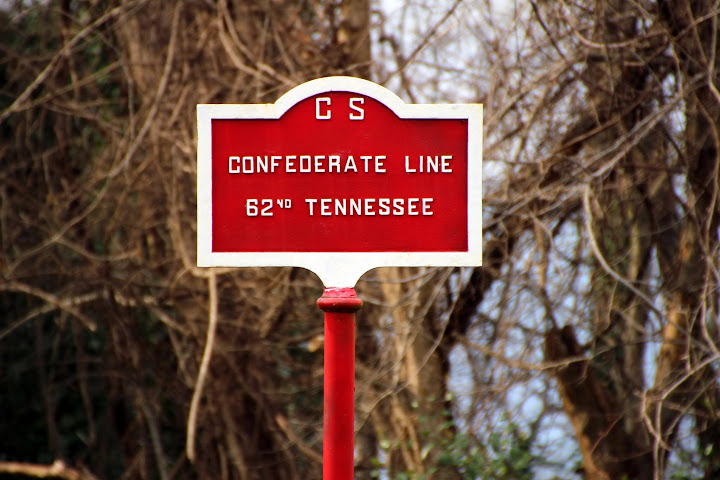 C S
CONFEDERATE LINE
62ND TENNESSEE